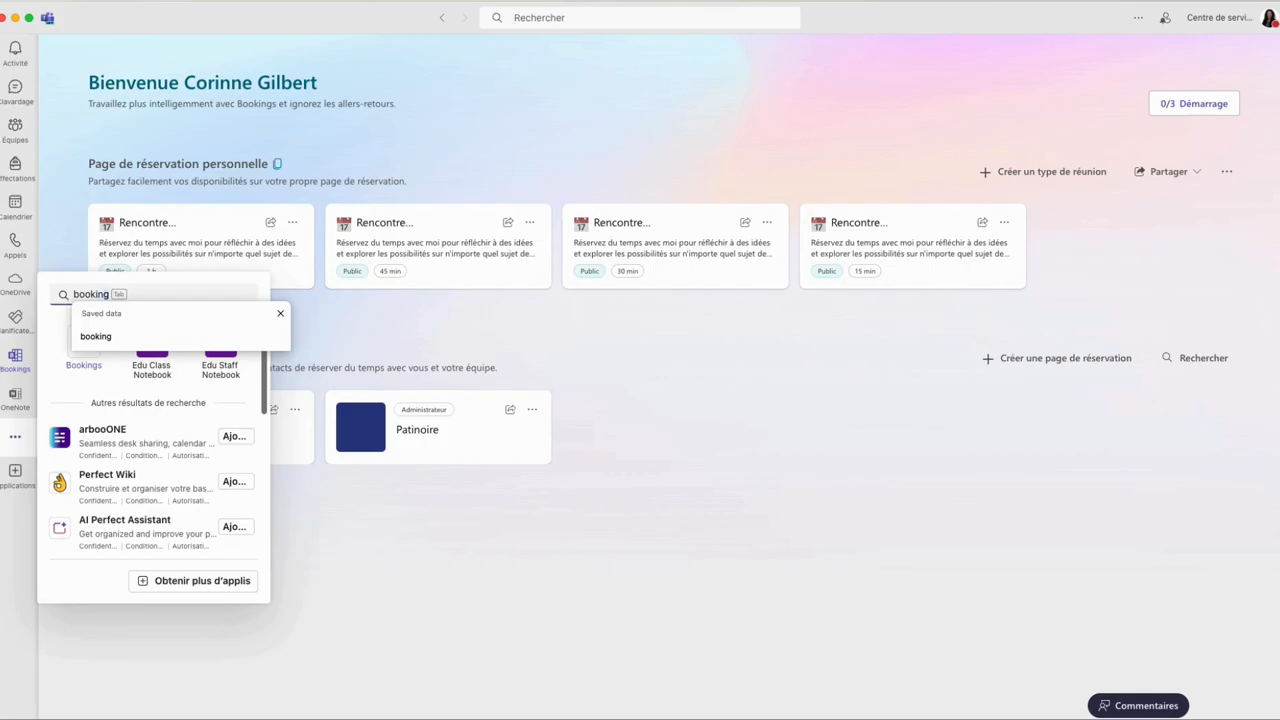 Rechercher
Centre de servi...
Activité
Clavardage
Équipes
ffectations
Calendrier
Appels
OneDrive
lanificate...
Bookings
OneNote
pplications
Bienvenue Corinne Gilbert
Travaillez plus intelligemment avec Bookings et ignorez les allers-retours.
0/3 Démarrage
Page de réservation personnelle
Partagez facilement vos disponibilités sur votre propre page de réservation.
Créer un type de réunion
Partager
Rencontre...
Réservez du temps avec moi pour réfléchir à des idées
et explorer les possibilités sur n'importe quel sujet de...
Public
1 h
Rencontre...
Réservez du temps avec moi pour réfléchir à des idées
et explorer les possibilités sur n'importe quel sujet de...
Public
45 min
Rencontre...
Réservez du temps avec moi pour réfléchir à des idées
et explorer les possibilités sur n'importe quel sujet de...
Public
30 min
Rencontre...
Réservez du temps avec moi pour réfléchir à des idées
et explorer les possibilités sur n'importe quel sujet de...
Public
15 min
booking
Tab
Saved data
booking
Bookings
Edu Class
Notebook
Edu Staff
Notebook
Autres résultats de recherche
arbooONE
Seamless desk sharing, calendar ...
Confident... | Condition... | Autorisati...
Ajo...
Perfect Wiki
Construire et organiser votre bas...
Confident... | Condition... | Autorisati...
Ajo...
AI Perfect Assistant
Get organized and improve your p...
Confident... | Condition... | Autorisati...
Ajo...
Obtenir plus d'applis
ntacts de réserver du temps avec vous et votre équipe.
Créer une page de réservation
Rechercher
Administrateur
Patinoire
Commentaires